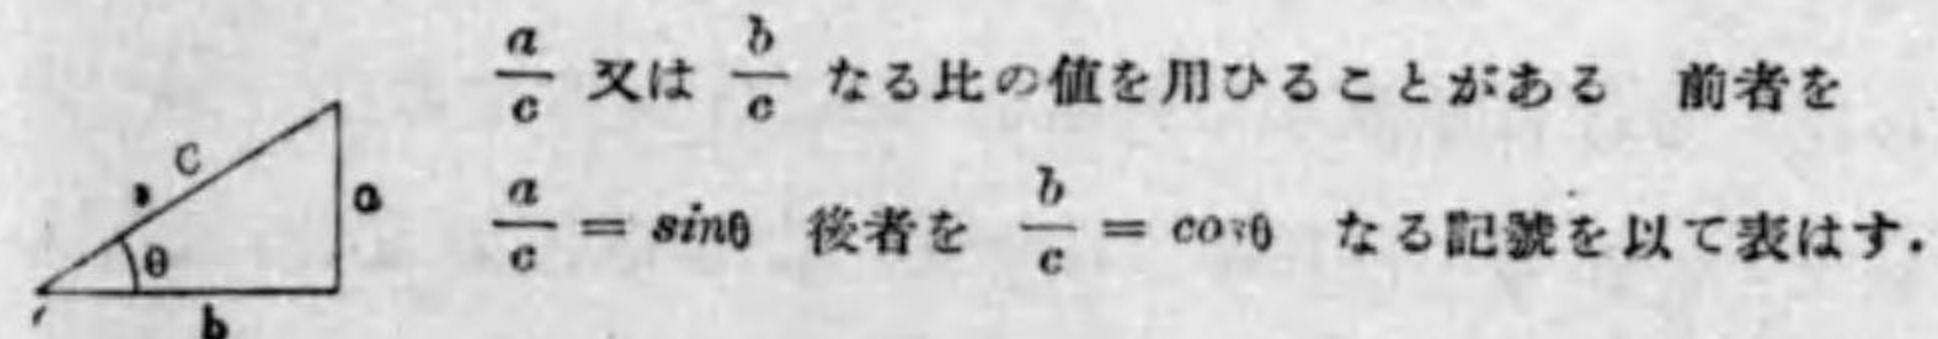 a/c 又は b/c なる比の値を用ひることがある 前者を
a/c = sinθ 後者を b/c = cosθ なる記號を以て表はす.
C
a
θ
b